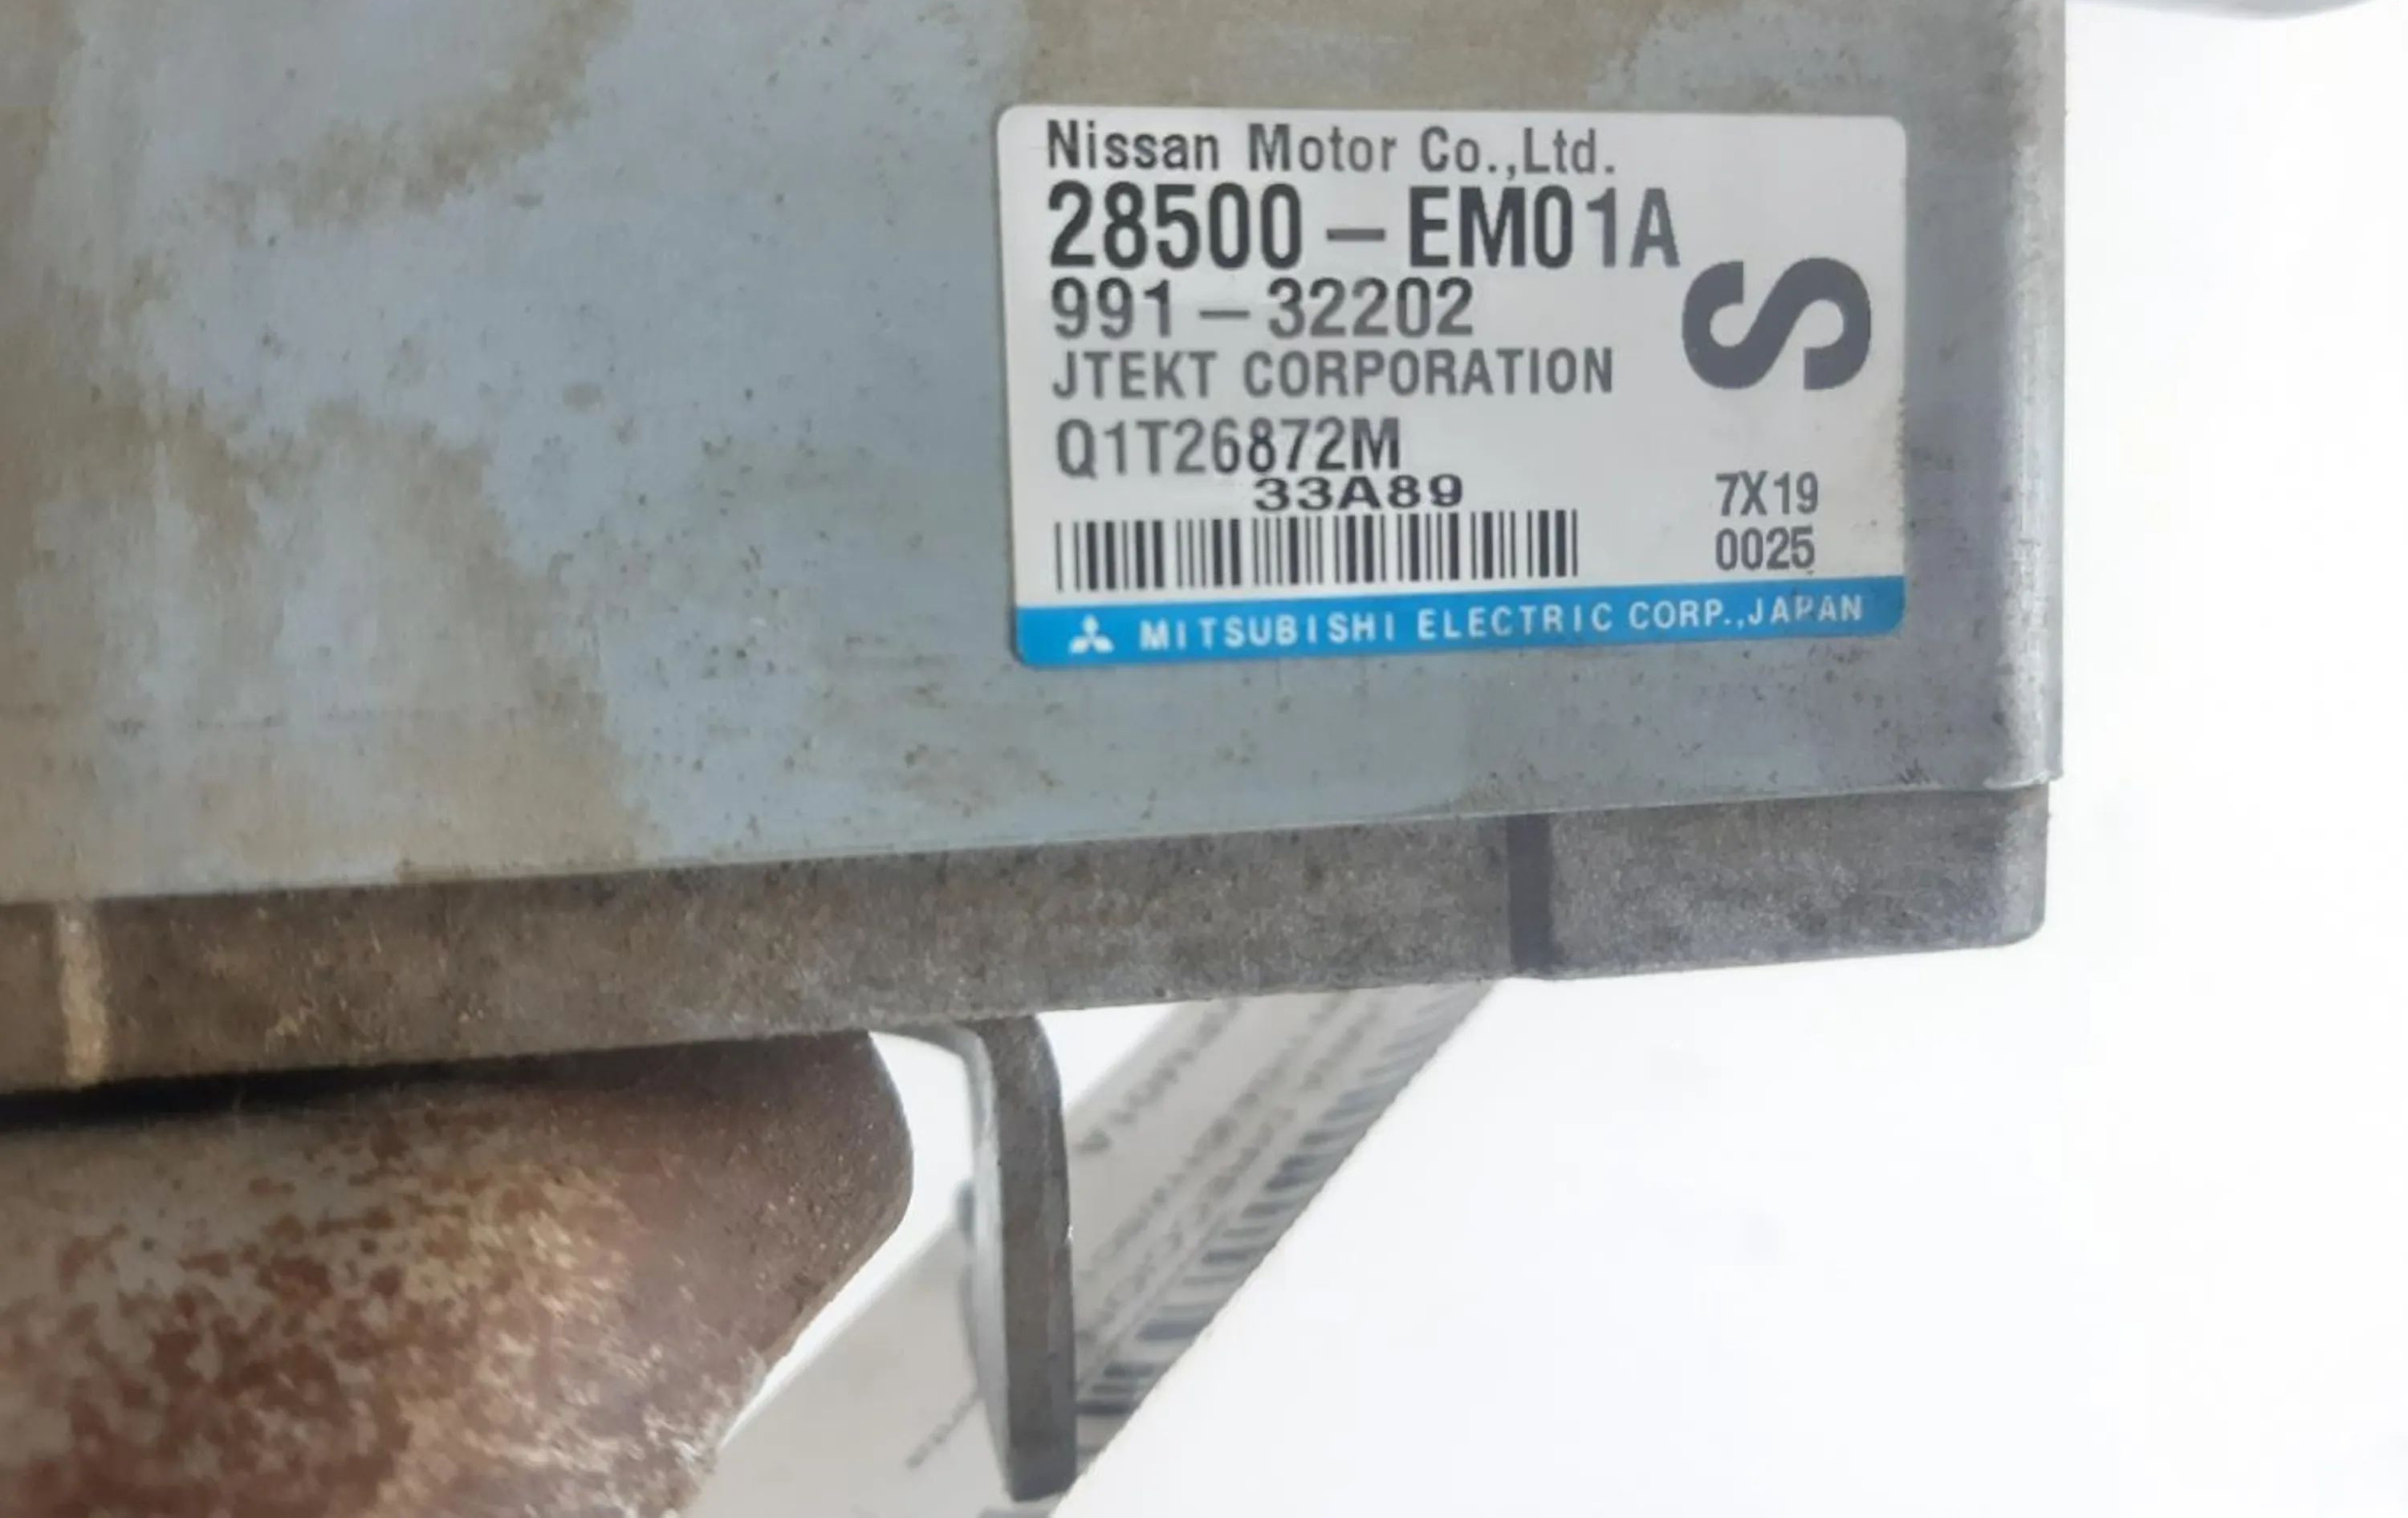 Nissan Motor Co.,Ltd.
28500-EM01A
991-32202
S
JTEKT CORPORATION
Q1T26872M
33A89
7X19
0025
MITSUBISHI ELECTRIC CORP.,JAPAN